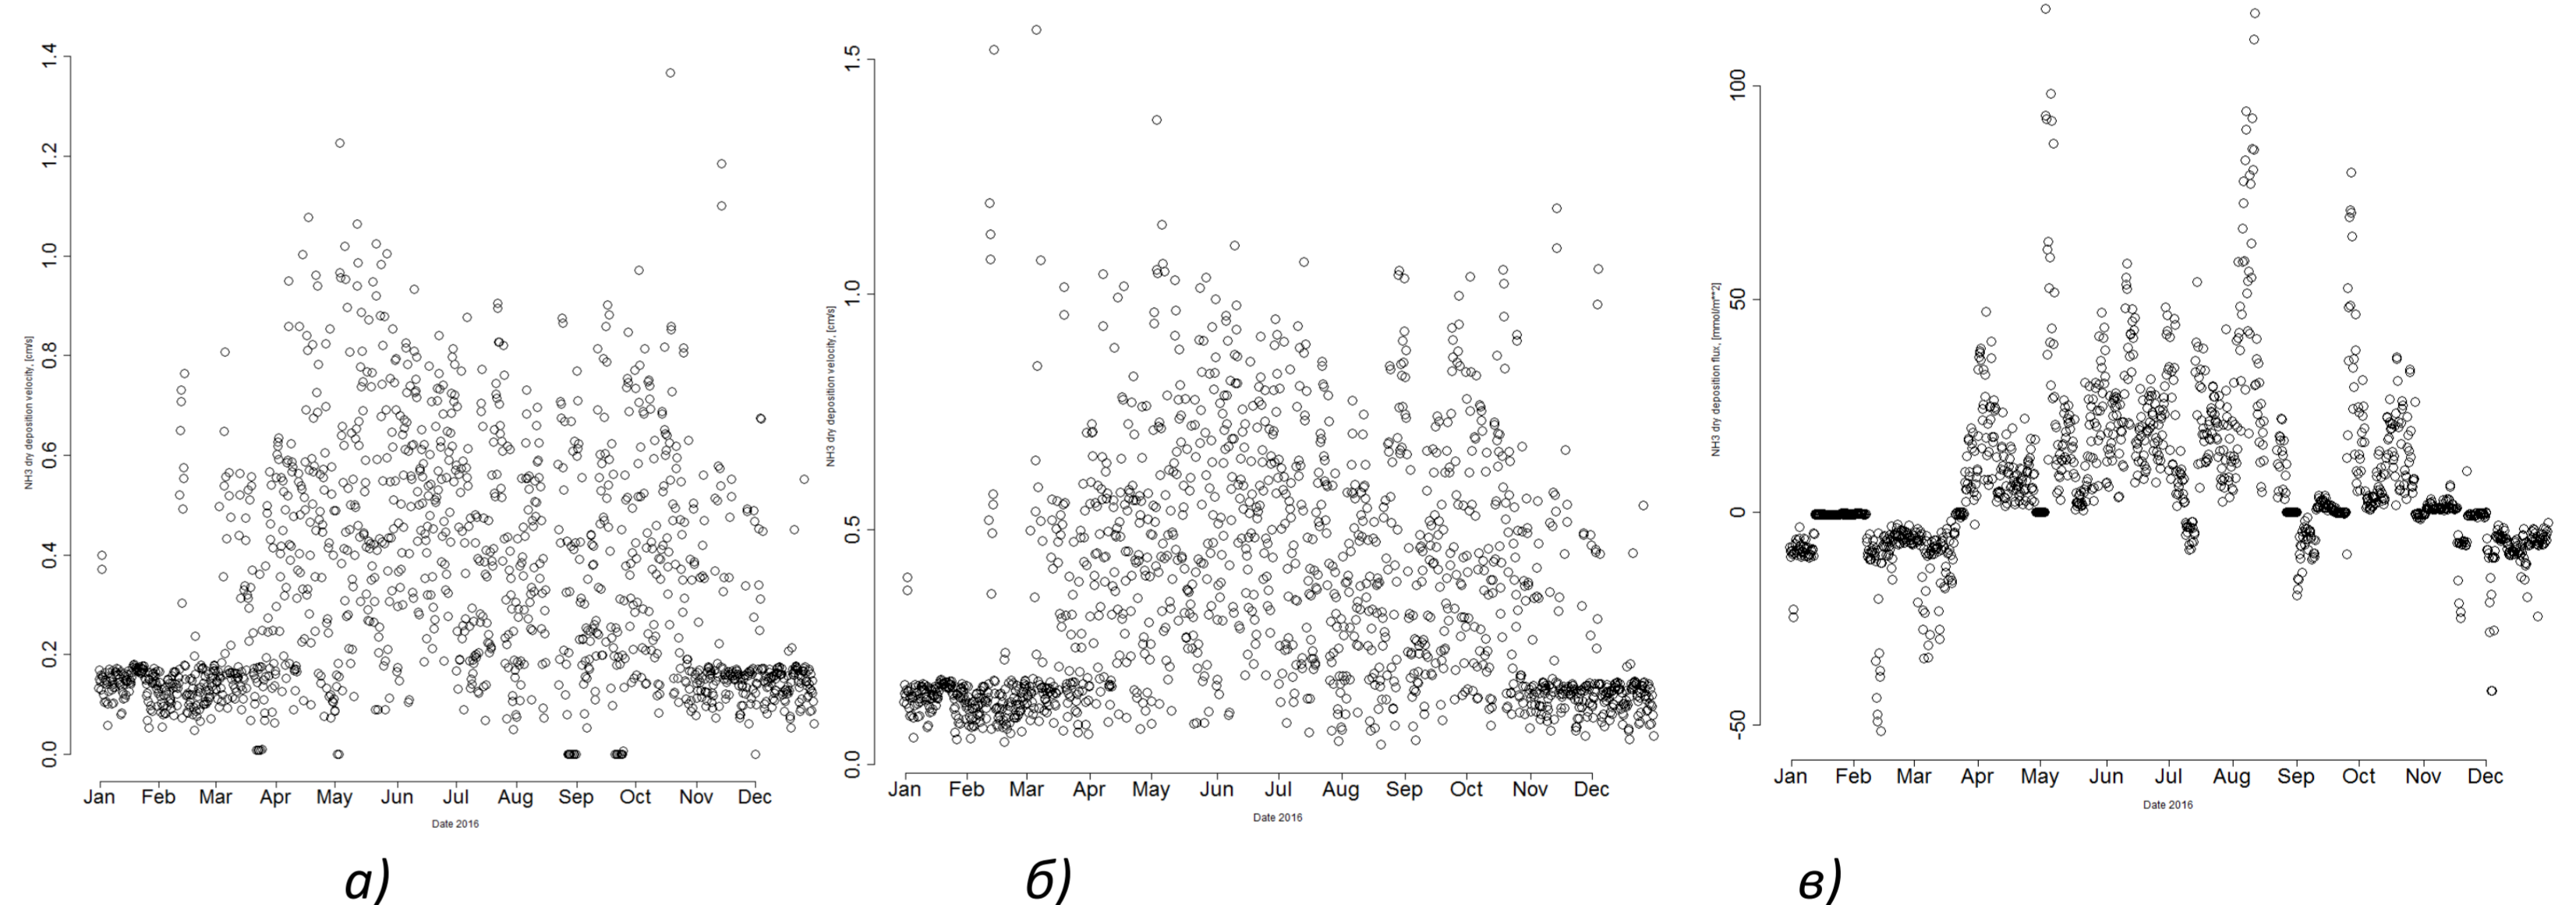 NH3 dry deposition velocity, [cm/s]
1.4
1.2
1.0
0.8
0.6
0.4
0.2
0.0
Jan Feb Mar Apr May Jun Jul Aug Sep Oct Nov Dec
Date 2016
а)
NH3 dry deposition velocity, [cm/s]
1.5
1.0
0.5
0.0
Jan Feb Mar Apr May Jun Jul Aug Sep Oct Nov Dec
Date 2016
б)
NH3 dry deposition flux, [mmol/m**2]
100
50
0
-50
Jan Feb Mar Apr May Jun Jul Aug Sep Oct Nov Dec
Date 2016
в)